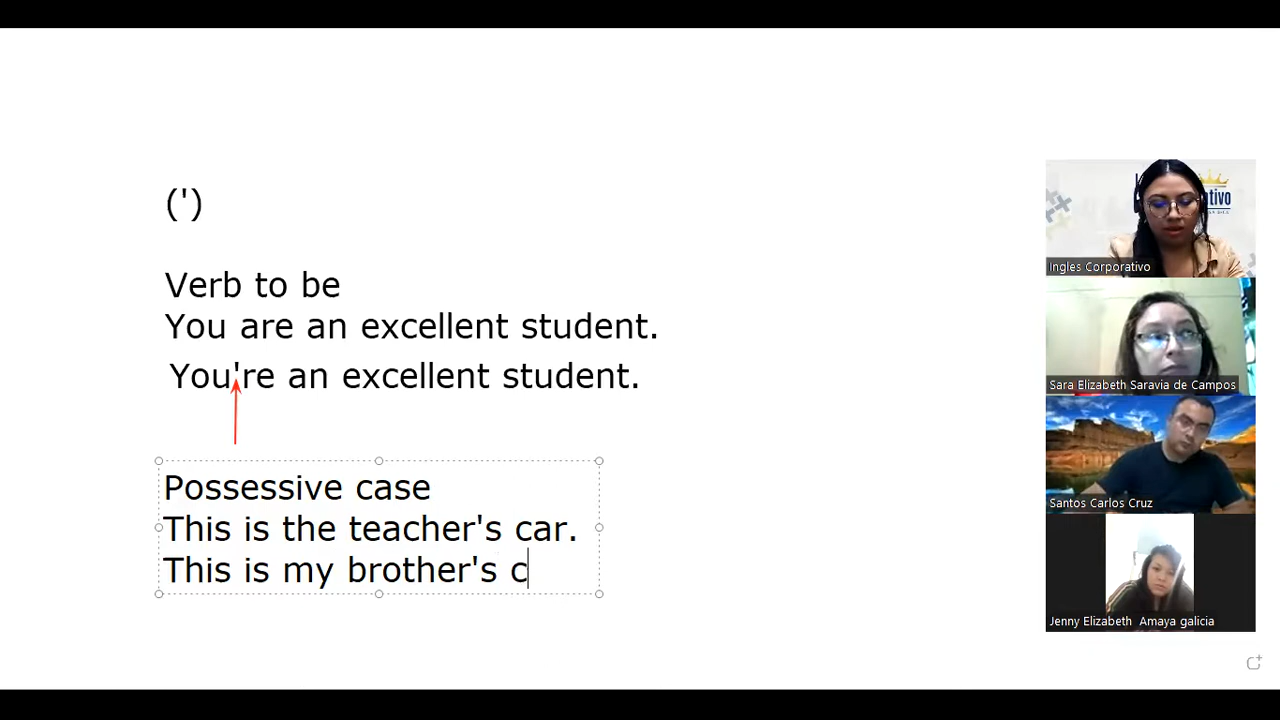 (')
Verb to be
You are an excellent student.
You're an excellent student.
Possessive case
This is the teacher's car.
This is my brother's c
tivo
Ingles Corporativo
Sara Elizabeth Saravia de Campos
Santos Carlos Cruz
Jenny Elizabeth Amaya galicia